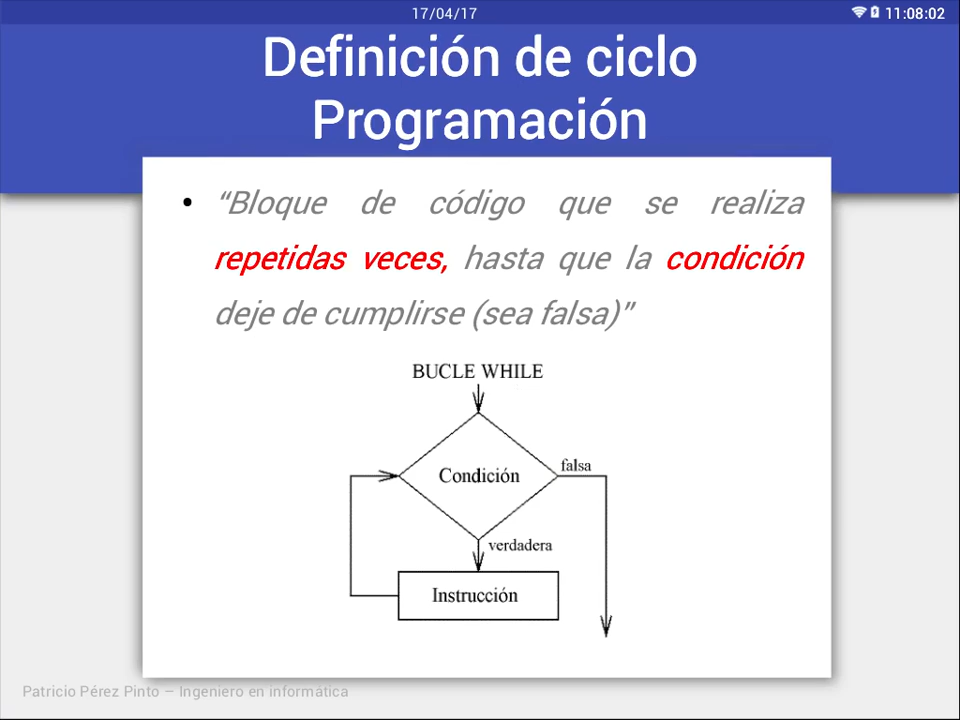 17/04/17
11:08:02
Definición de ciclo
Programación
• “Bloque de código que se realiza
repetidas veces, hasta que la condición
deje de cumplirse (sea falsa)”
BUCLE WHILE
Condición
falsa
verdadera
Instrucción
Patricio Pérez Pinto – Ingeniero en informática